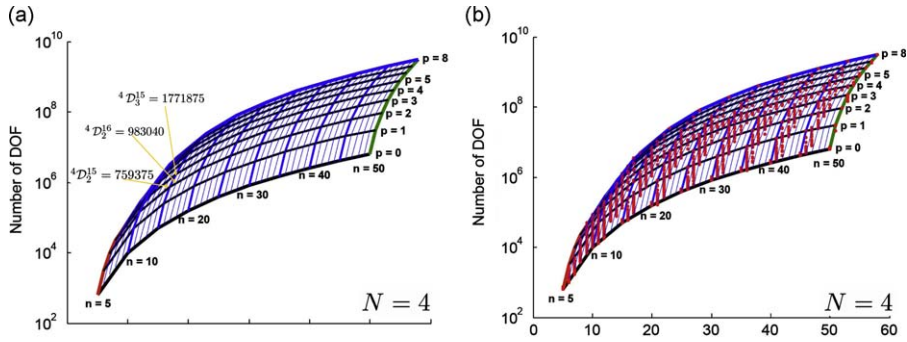 (a)
10^10
10^8
10^6
10^4
10^2
Number of DOF
^4D_3^15 = 1771875
^4D_2^16 = 983040
^4D_2^15 = 759375
p = 8
p = 5
p = 4
p = 3
p = 2
p = 1
p = 0
n = 50
n = 40
n = 30
n = 20
n = 10
n = 5
N = 4
(b)
10^10
10^8
10^6
10^4
10^2
Number of DOF
p = 8
p = 5
p = 4
p = 3
p = 2
p = 1
p = 0
n = 50
n = 40
n = 30
n = 20
n = 10
n = 5
N = 4
0 10 20 30 40 50 60